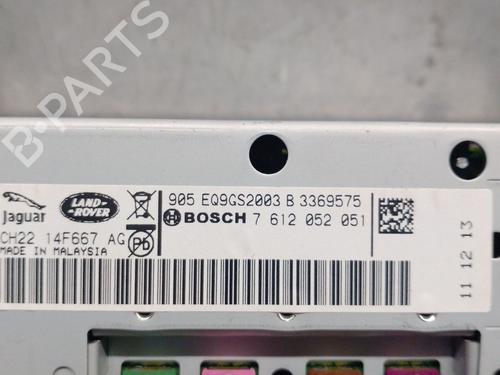 B-PARTS
905 EQ9GS2003 B 3369575
BOSCH 7 612 052 051
Jaguar
LAND-
ROVER
CH22 14F667 AG
MADE IN MALAYSIA
Pb
11 12 13